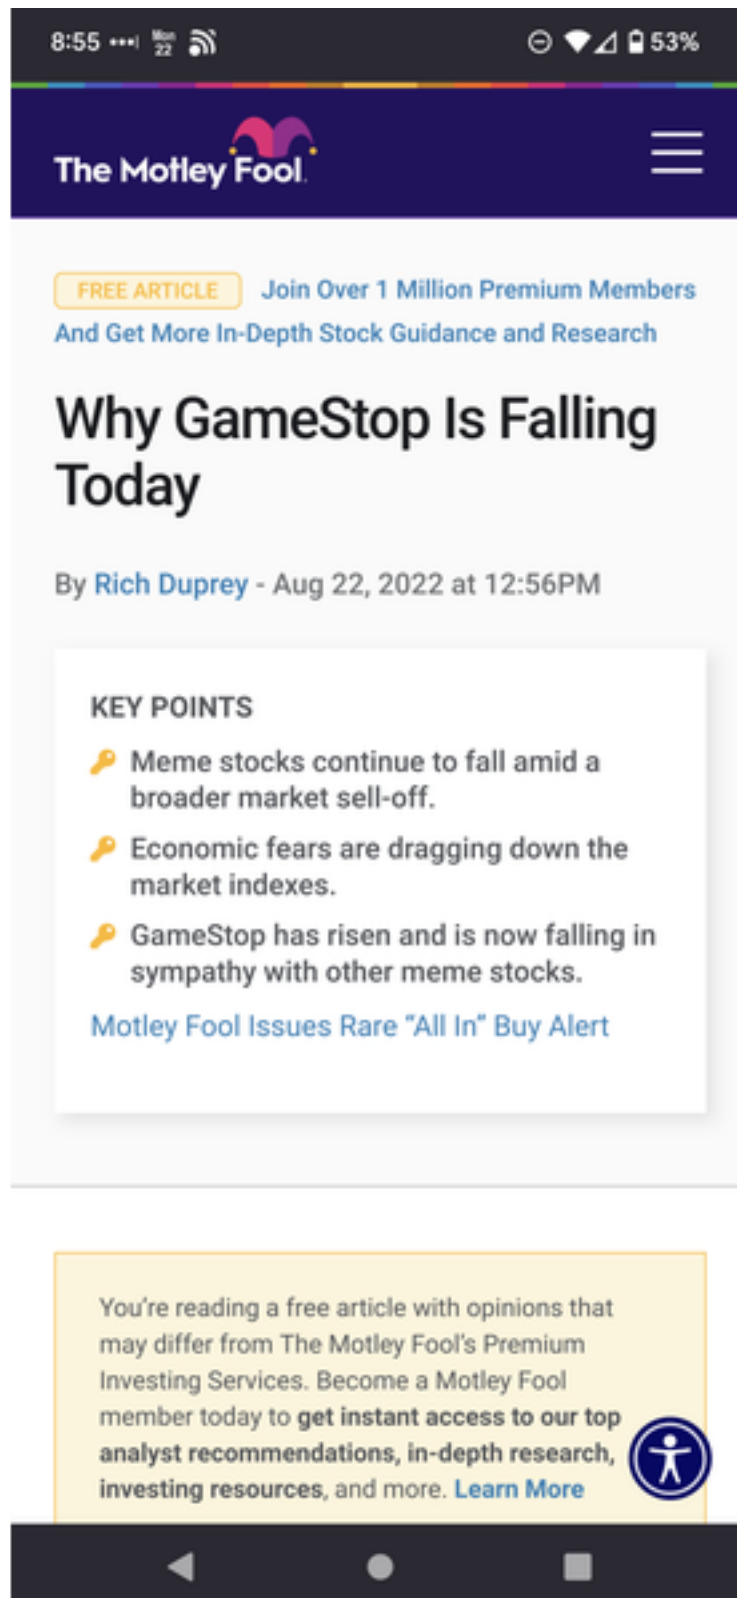 8:55 Mon 22 53%
The Motley Fool.
FREE ARTICLE Join Over 1 Million Premium Members
And Get More In-Depth Stock Guidance and Research
Why GameStop Is Falling
Today
By Rich Duprey - Aug 22, 2022 at 12:56PM
KEY POINTS
Meme stocks continue to fall amid a
broader market sell-off.
Economic fears are dragging down the
market indexes.
GameStop has risen and is now falling in
sympathy with other meme stocks.
Motley Fool Issues Rare “All In” Buy Alert
You’re reading a free article with opinions that
may differ from The Motley Fool’s Premium
Investing Services. Become a Motley Fool
member today to get instant access to our top
analyst recommendations, in-depth research,
investing resources, and more. Learn More